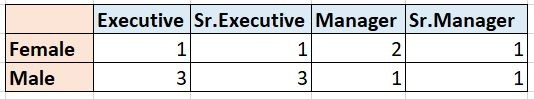 Executive Sr.Executive Manager Sr.Manager
Female 1 1 2 1
Male 3 3 1 1